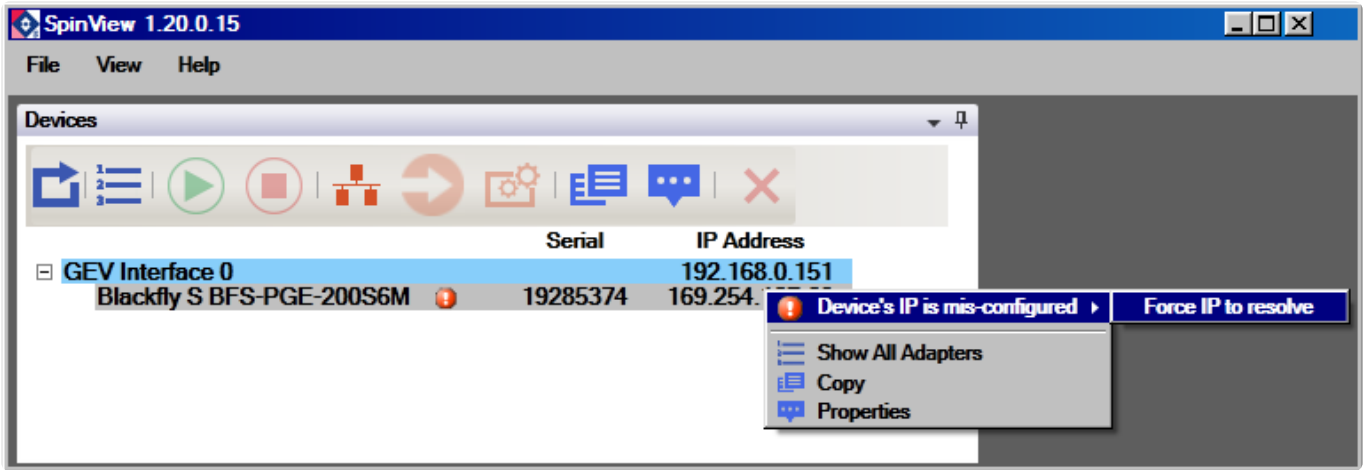 SpinView 1.20.0.15
File View Help
Devices
Serial IP Address
GEV Interface 0 192.168.0.151
Blackfly S BFS-PGE-200S6M 19285374 169.254.
Device's IP is mis-configured Force IP to resolve
Show All Adapters
Copy
Properties